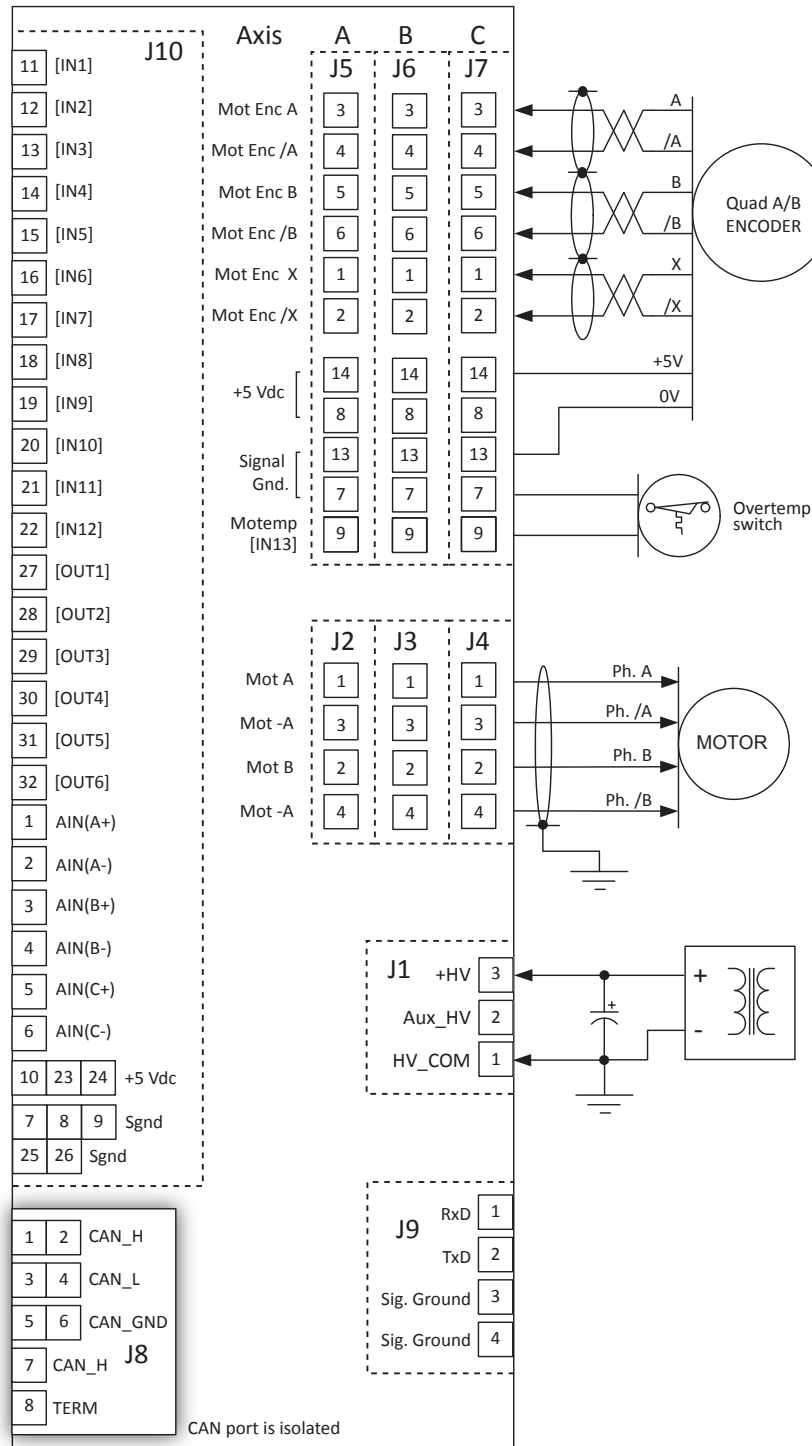 J10
11 [IN1]
12 [IN2]
13 [IN3]
14 [IN4]
15 [IN5]
16 [IN6]
17 [IN7]
18 [IN8]
19 [IN9]
20 [IN10]
21 [IN11]
22 [IN12]
27 [OUT1]
28 [OUT2]
29 [OUT3]
30 [OUT4]
31 [OUT5]
32 [OUT6]
1 AIN(A+)
2 AIN(A-)
3 AIN(B+)
4 AIN(B-)
5 AIN(C+)
6 AIN(C-)
10 23 24 +5 Vdc
7 8 9 Sgnd
25 26 Sgnd
1 2 CAN_H
3 4 CAN_L
5 6 CAN_GND
J8
7 CAN_H
8 TERM
CAN port is isolated
Axis A B C
J5 J6 J7
Mot Enc A 3 3 3 A
Mot Enc /A 4 4 4 /A
Mot Enc B 5 5 5 B
Mot Enc /B 6 6 6 /B
Mot Enc X 1 1 1 X
Mot Enc /X 2 2 2 /X
Quad A/B
ENCODER
+5 Vdc
14 14 14 +5V
8 8 8
0V
Signal
Gnd.
13 13 13
7 7 7
Motemp
[IN13]
9 9 9
Overtemp
switch
J2 J3 J4
Mot A 1 1 1 Ph. A
Mot -A 3 3 3 Ph. /A
Mot B 2 2 2 Ph. B
Mot -A 4 4 4 Ph. /B
MOTOR
J1
+HV 3
Aux_HV 2
HV_COM 1
+
+
-
J9
RxD 1
TxD 2
Sig. Ground 3
Sig. Ground 4